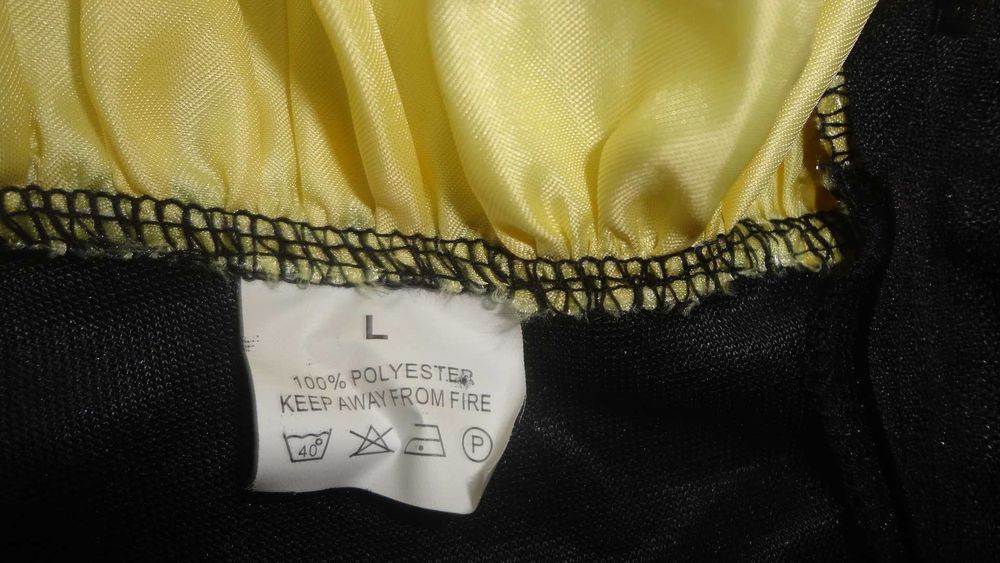 L
100% POLYESTER
KEEP AWAY FROM FIRE
40° P